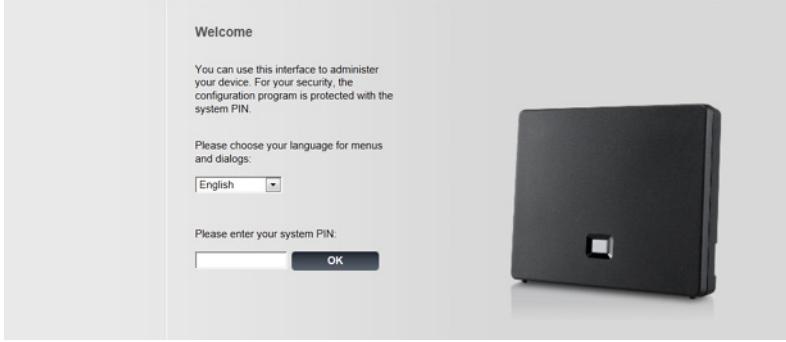 Welcome
You can use this interface to administer
your device. For your security, the
configuration program is protected with the
system PIN.
Please choose your language for menus
and dialogs:
English
Please enter your system PIN:
OK